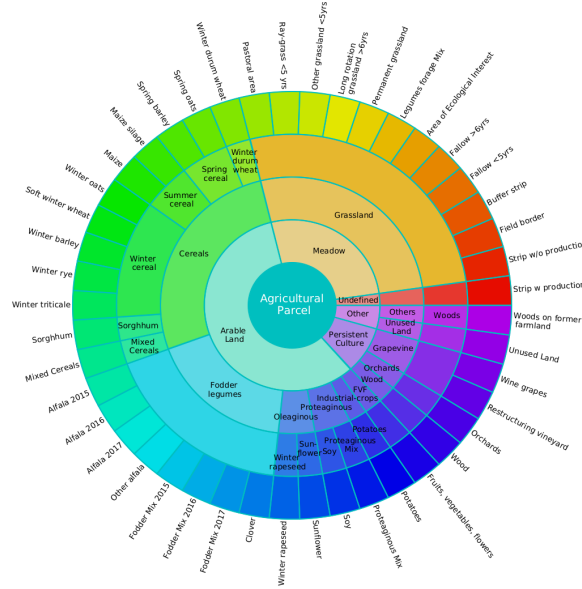 Agricultural
Parcel
Meadow
Undefined
Other
Persistent
Culture
Arable
Land
Grassland
Others
Unused
Land
Grapevine
Orchards
Wood
FVF
Industrial-crops
Proteaginous
Oleaginous
Fodder
legumes
Cereals
Woods
Potatoes
Proteaginous
Mix
Soy
Sun-
flower
Winter
rapeseed
Mixed
Cereals
Sorghhum
Winter
cereal
Summer
cereal
Spring
cereal
Winter
durum
wheat
Ray-grass <5 yrs
Other grassland <5yrs
Long rotation
grassland >6yrs
Permanent grassland
Legumes forage Mix
Area of Ecological Interest
Fallow >6yrs
Fallow <5yrs
Buffer strip
Field border
Strip w/o production
Strip w production
Woods on former
farmland
Unused Land
Wine grapes
Restructuring vineyard
Orchards
Wood
Fruits, vegetables, flowers
Potatoes
Proteaginous Mix
Soy
Sunflower
Winter rapeseed
Clover
Fodder Mix 2017
Fodder Mix 2016
Fodder Mix 2015
Other alfala
Alfala 2017
Alfala 2016
Alfala 2015
Mixed Cereals
Sorghhum
Winter triticale
Winter rye
Winter barley
Soft winter wheat
Winter oats
Maize
Maize silage
Spring barley
Spring oats
Winter durum wheat
Pastoral area